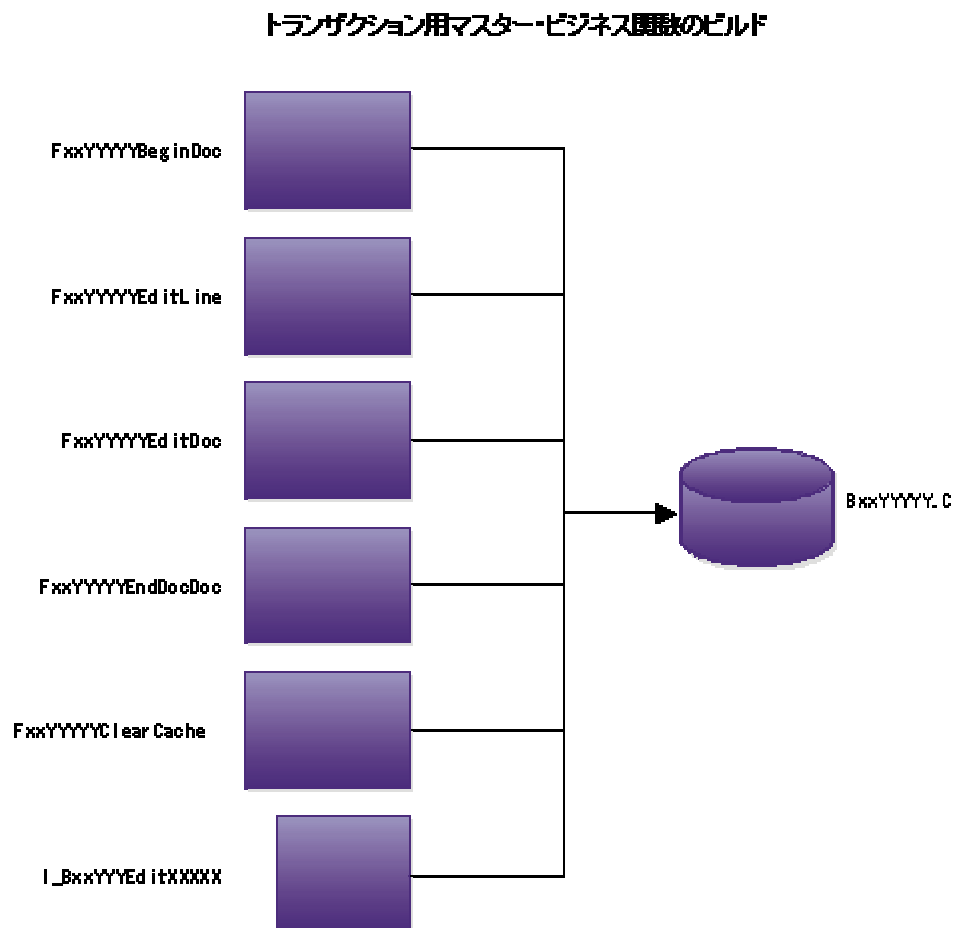 トランザクション用マスター・ビジネス関数のビルド
FxxYYYYYBeginDoc
FxxYYYYYEditLine
FxxYYYYYEditDoc
BxxYYYYY.C
FxxYYYYYEndDocDoc
FxxYYYYYClearCache
I_BxxYYYEditXXXXX